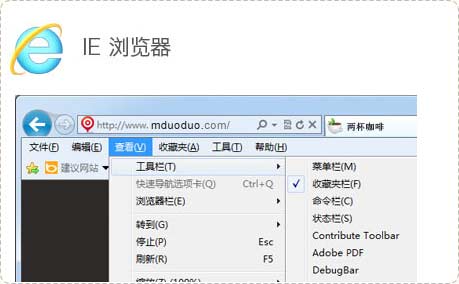 IE 浏览器
http://www.mduoduo.com/
两杯咖啡
文件(F) 编辑(E) 查看(V) 收藏夹(A) 工具(T) 帮助(H)
建议网站
工具栏(T)
快速导航选项卡(Q) Ctrl+Q
浏览器栏(E)
转到(G)
停止(P) Esc
刷新(R) F5
缩放(Z) (100%)
菜单栏(M)
收藏夹栏(F)
命令栏(C)
状态栏(S)
Contribute Toolbar
Adobe PDF
DebugBar